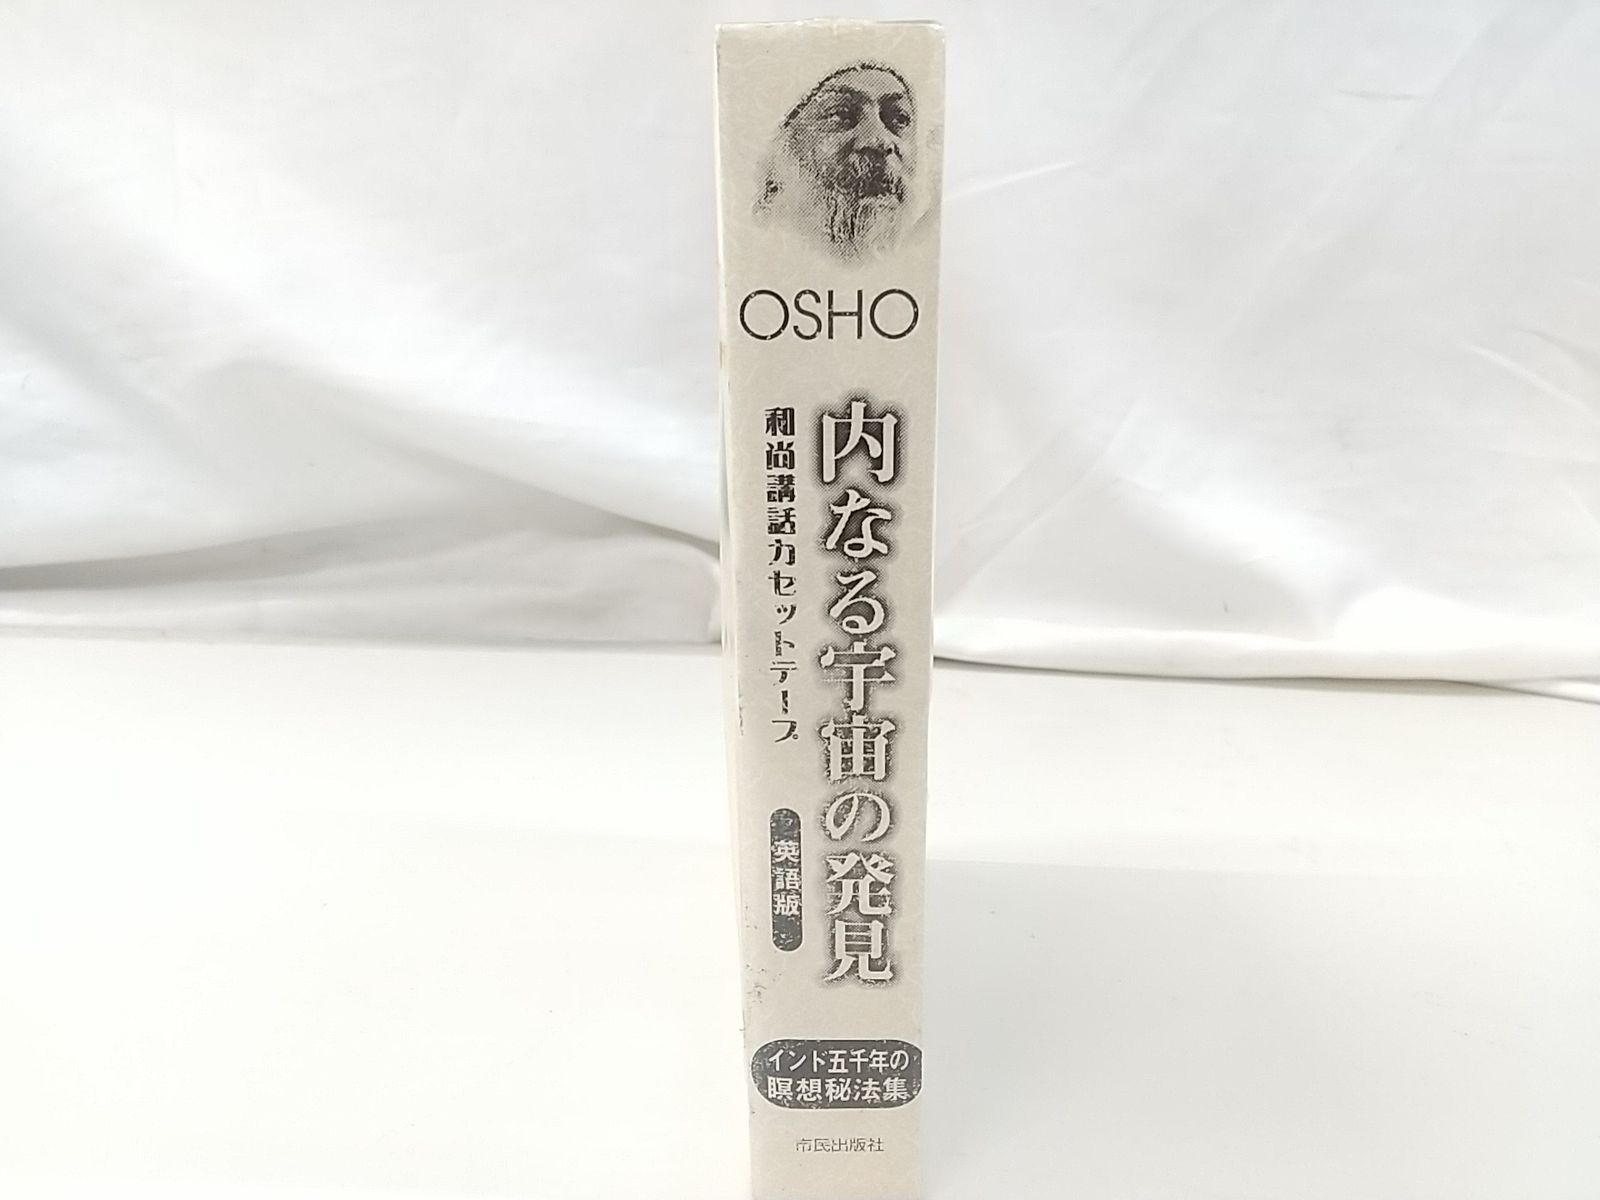 OSHO
内なる宇宙の発見
和尚講話カセットテープ
英語版
インド五千年の
瞑想秘法集
市民出版社